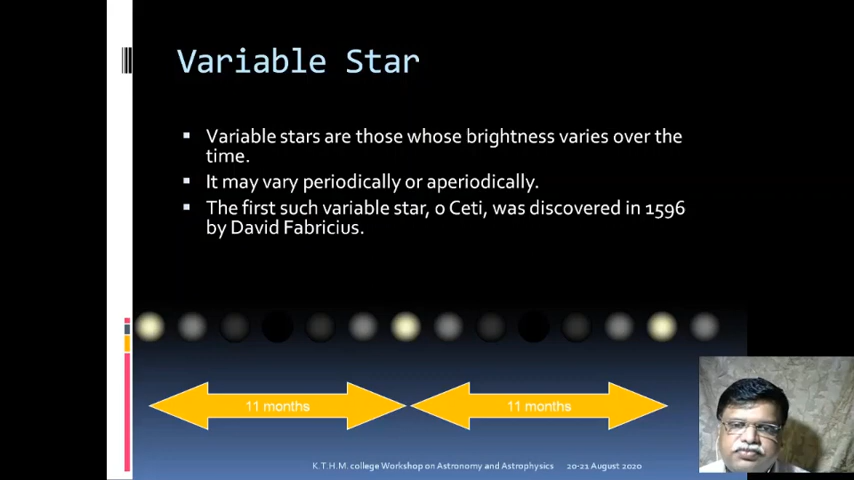 Variable Star
Variable stars are those whose brightness varies over the
time.
It may vary periodically or aperiodically.
The first such variable star, o Ceti, was discovered in 1596
by David Fabricius.
11 months
11 months
K.T.H.M. college Workshop on Astronomy and Astrophysics 20-21 August 2020